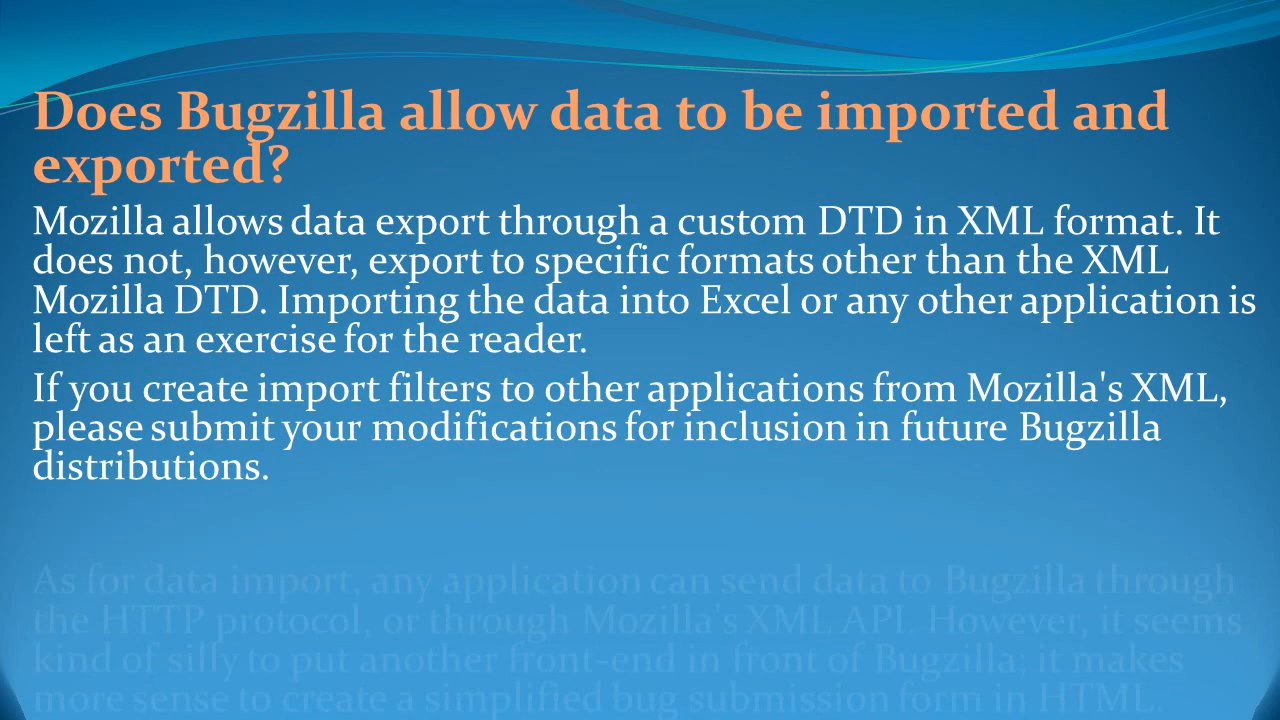 Does Bugzilla allow data to be imported and
exported?
Mozilla allows data export through a custom DTD in XML format. It
does not, however, export to specific formats other than the XML
Mozilla DTD. Importing the data into Excel or any other application is
left as an exercise for the reader.
If you create import filters to other applications from Mozilla's XML,
please submit your modifications for inclusion in future Bugzilla
distributions.
As for data import, any application can send data to Bugzilla through
the HTTP protocol, or through Mozilla's XML API. However, it seems
kind of silly to put another front-end in front of Bugzilla; it makes
more sense to create a simplified bug submission form in HTML.